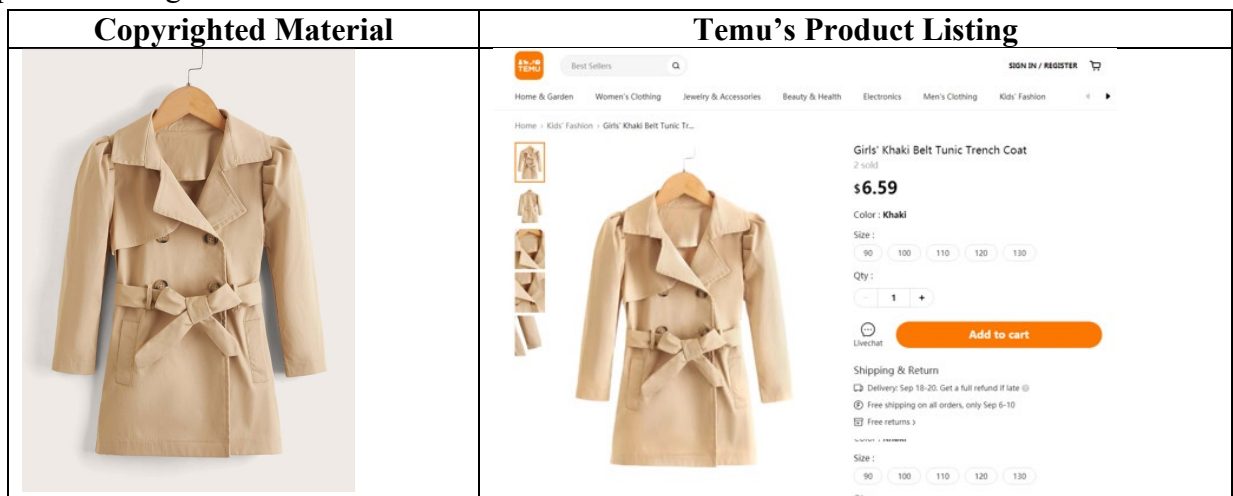 Copyrighted Material
Temu's Product Listing
TEMU
Best Sellers
SIGN IN / REGISTER
Home & Garden Women's Clothing Jewelry & Accessories Beauty & Health Electronics Men's Clothing Kids' Fashion
Home › Kids' Fashion › Girls' Khaki Belt Tunic Tr...
Girls' Khaki Belt Tunic Trench Coat
2 sold
$6.59
Color : Khaki
Size :
90 100 110 120 130
Qty :
- 1 +
Livechat
Add to cart
Shipping & Return
Delivery: Sep 18-20. Get a full refund if late
Free shipping on all orders, only Sep 6-10
Free returns ›
Size :
90 100 110 120 130